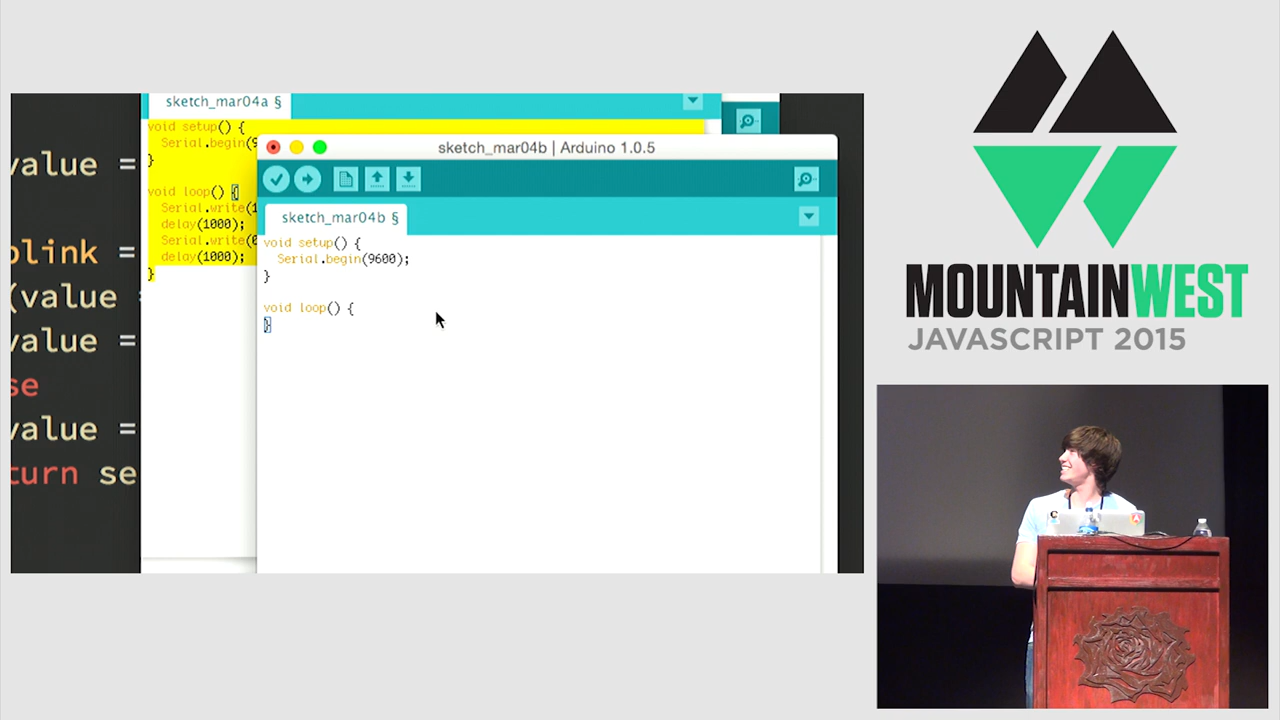 value =
blink =
(value
value =
se
value =
turn se
sketch_mar04a §
void setup() {
Serial.begin(9
}
void loop() {
Serial.write(1
delay(1000);
Serial.write(0
delay(1000);
}
sketch_mar04b | Arduino 1.0.5
sketch_mar04b §
void setup() {
Serial.begin(9600);
}
void loop() {
}
MOUNTAINWEST
JAVASCRIPT 2015